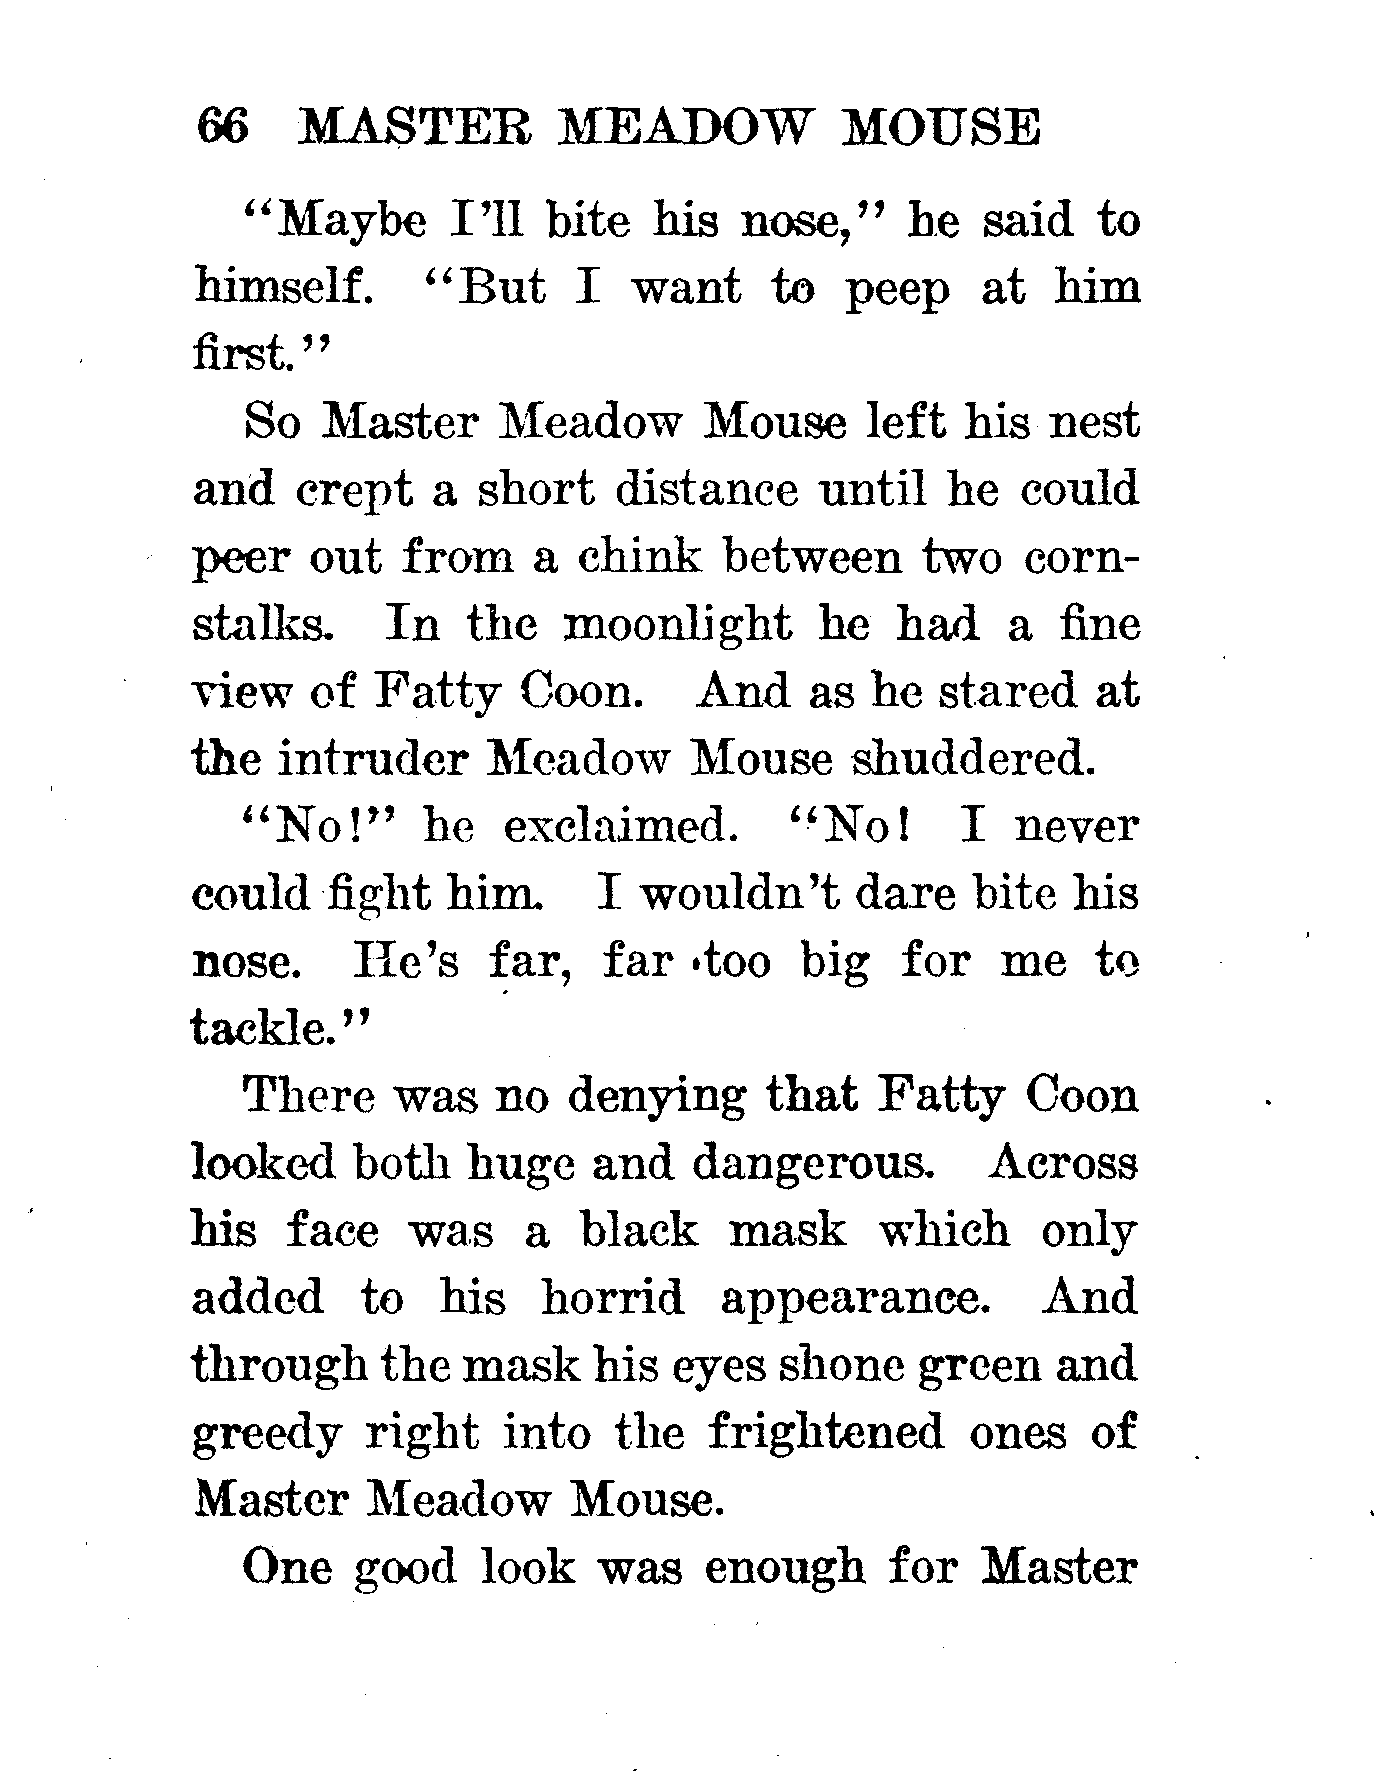 66 MASTER MEADOW MOUSE
“Maybe I’ll bite his nose,” he said to
himself. “But I want to peep at him
first.”
So Master Meadow Mouse left his nest
and crept a short distance until he could
peer out from a chink between two corn-
stalks. In the moonlight he had a fine
view of Fatty Coon. And as he stared at
the intruder Meadow Mouse shuddered.
“No!” he exclaimed. “No! I never
could fight him. I wouldn’t dare bite his
nose. He’s far, far too big for me to
tackle.”
There was no denying that Fatty Coon
looked both huge and dangerous. Across
his face was a black mask which only
added to his horrid appearance. And
through the mask his eyes shone green and
greedy right into the frightened ones of
Master Meadow Mouse.
One good look was enough for Master